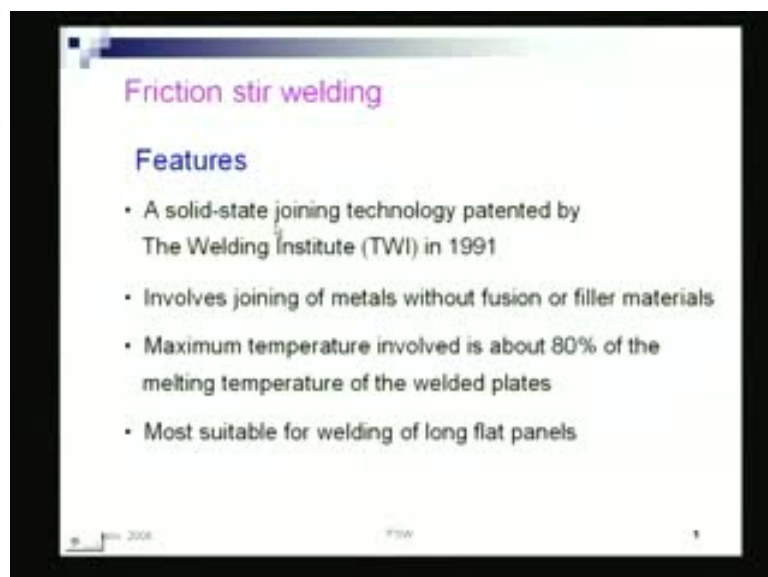 Friction stir welding
Features
• A solid-state joining technology patented by
The Welding Institute (TWI) in 1991
• Involves joining of metals without fusion or filler materials
• Maximum temperature involved is about 80% of the
melting temperature of the welded plates
• Most suitable for welding of long flat panels
FSW
1